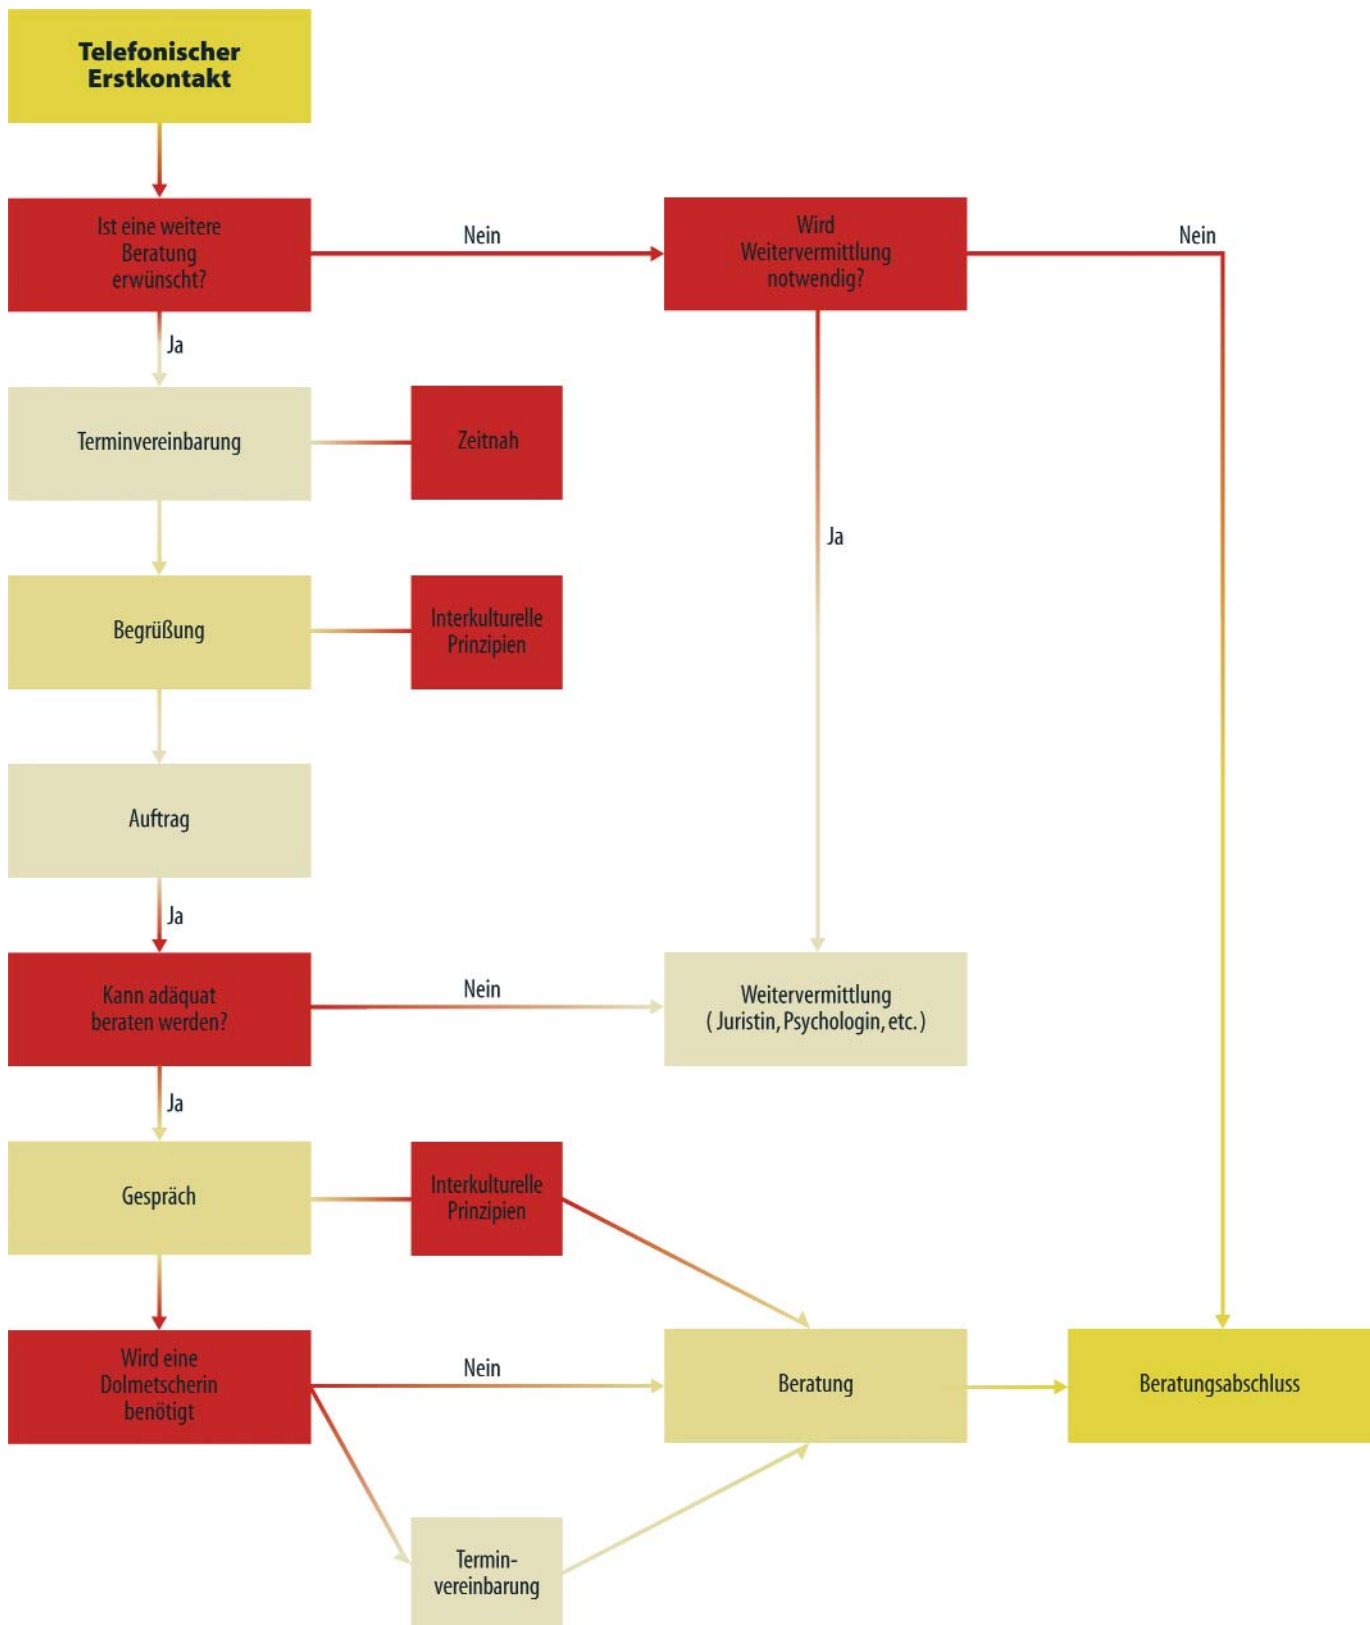 Telefonischer
Erstkontakt
Ist eine weitere
Beratung
erwünscht?
Nein
Wird
Weitervermittlung
notwendig?
Nein
Ja
Terminvereinbarung
Zeitnah
Ja
Begrüßung
Interkulturelle
Prinzipien
Auftrag
Ja
Kann adäquat
beraten werden?
Nein
Weitervermittlung
( Juristin, Psychologin, etc. )
Ja
Gespräch
Interkulturelle
Prinzipien
Wird eine
Dolmetscherin
benötigt
Nein
Beratung
Beratungsabschluss
Termin-
vereinbarung